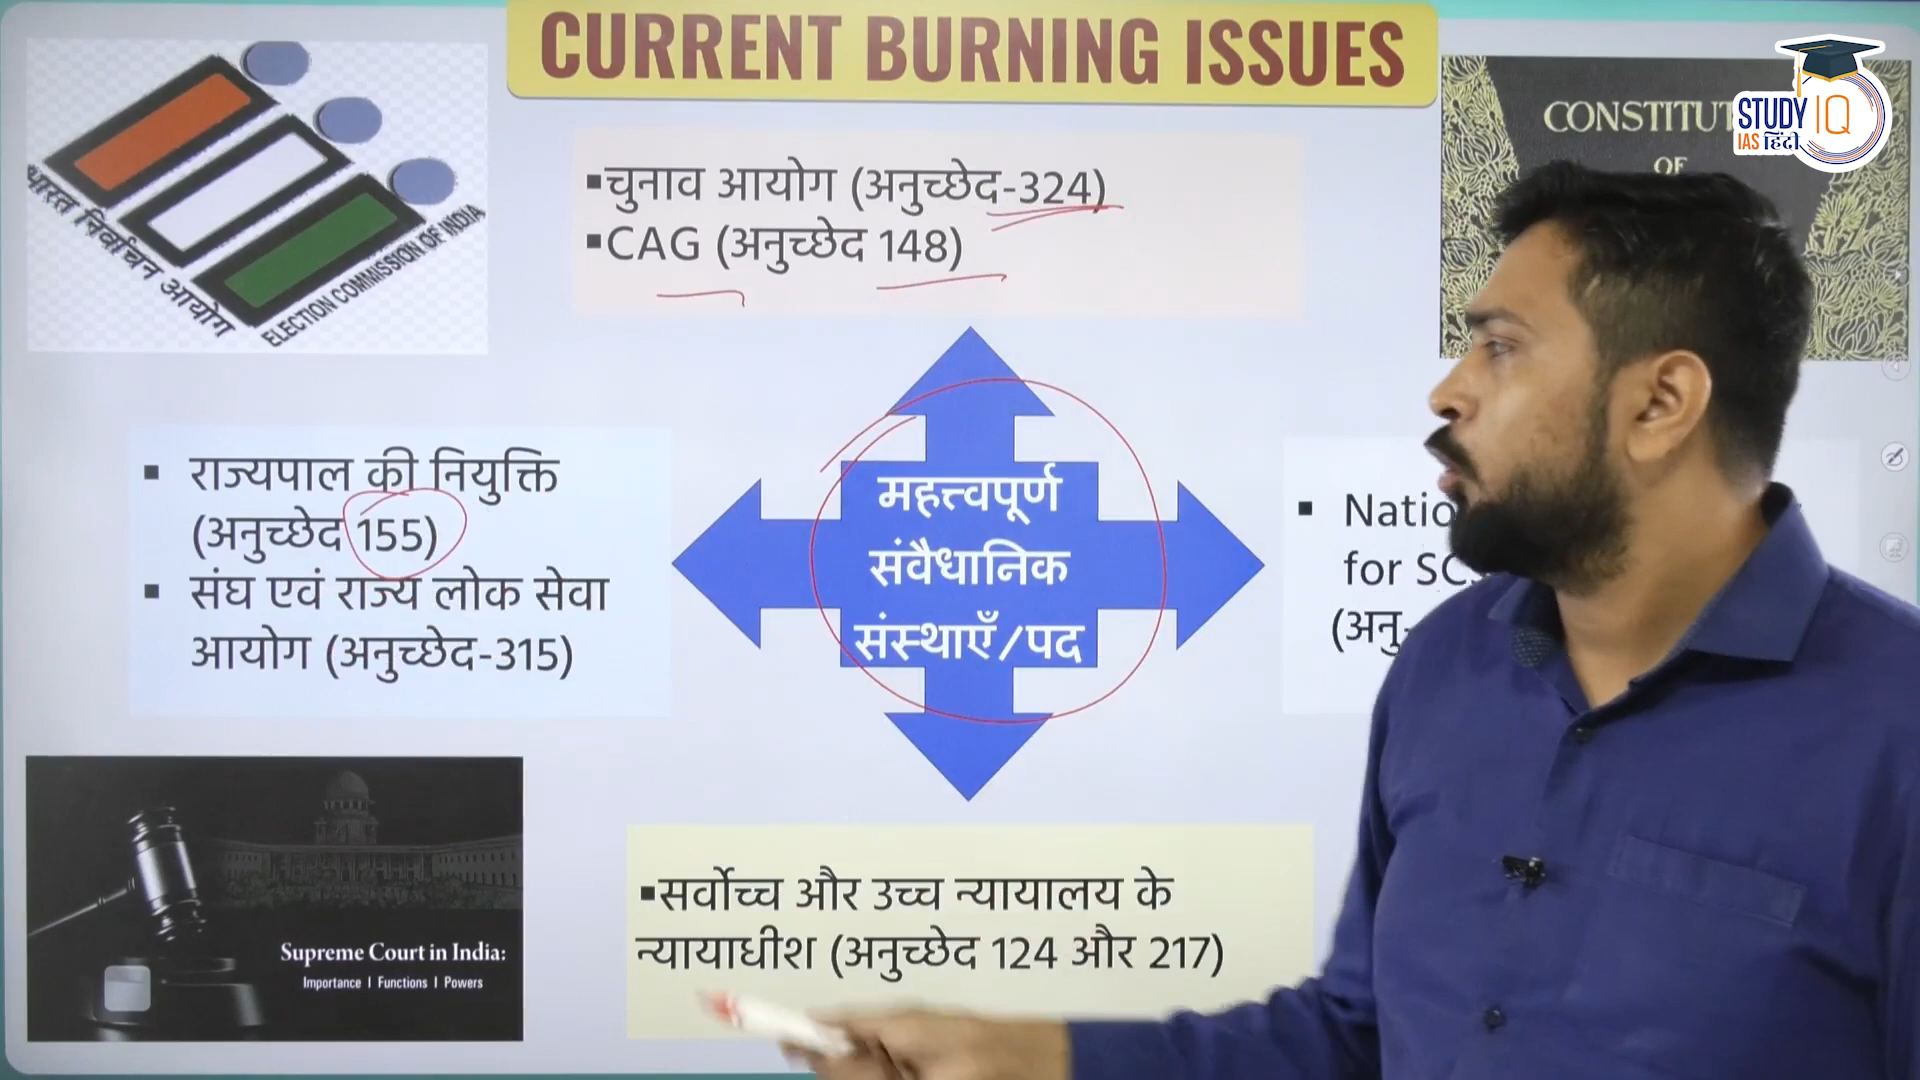 CURRENT BURNING ISSUES
STUDY IQ
IAS हिंदी
CONSTITUT
OF
भारत निर्वाचन आयोग
ELECTION COMMISSION OF INDIA
▪चुनाव आयोग (अनुच्छेद-324)
▪CAG (अनुच्छेद 148)
▪ राज्यपाल की नियुक्ति
(अनुच्छेद 155)
▪ संघ एवं राज्य लोक सेवा
आयोग (अनुच्छेद-315)
महत्त्वपूर्ण
संवैधानिक
संस्थाएँ/पद
▪ Natio
for SC
(अनु-
Supreme Court in India:
Importance | Functions | Powers
▪सर्वोच्च और उच्च न्यायालय के
न्यायाधीश (अनुच्छेद 124 और 217)